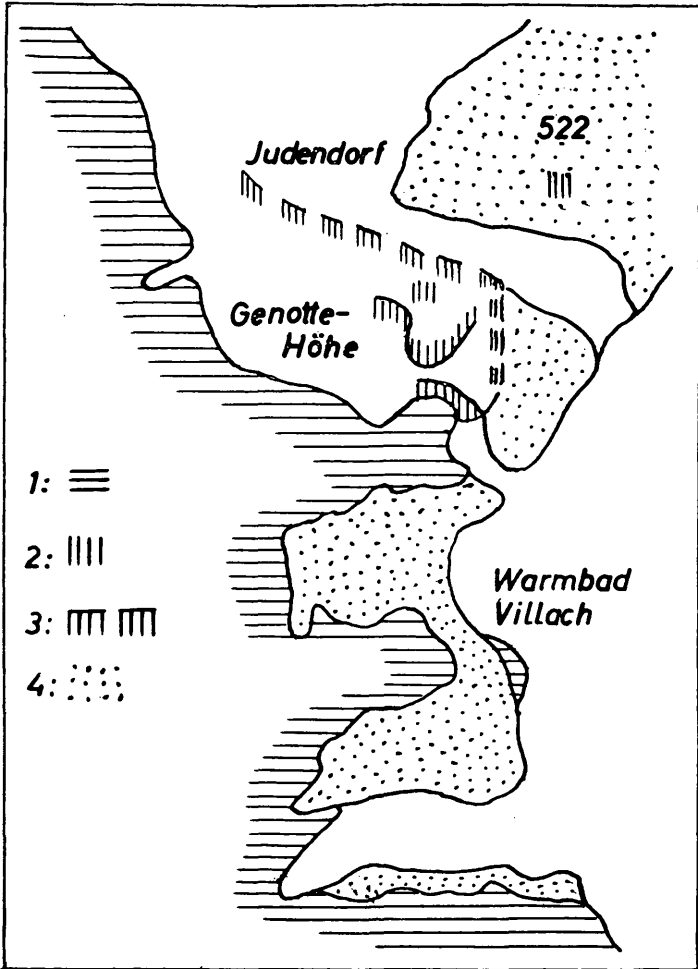 522
Judendorf
Genotte-
Höhe
1:
2:
3:
4:
Warmbad
Villach